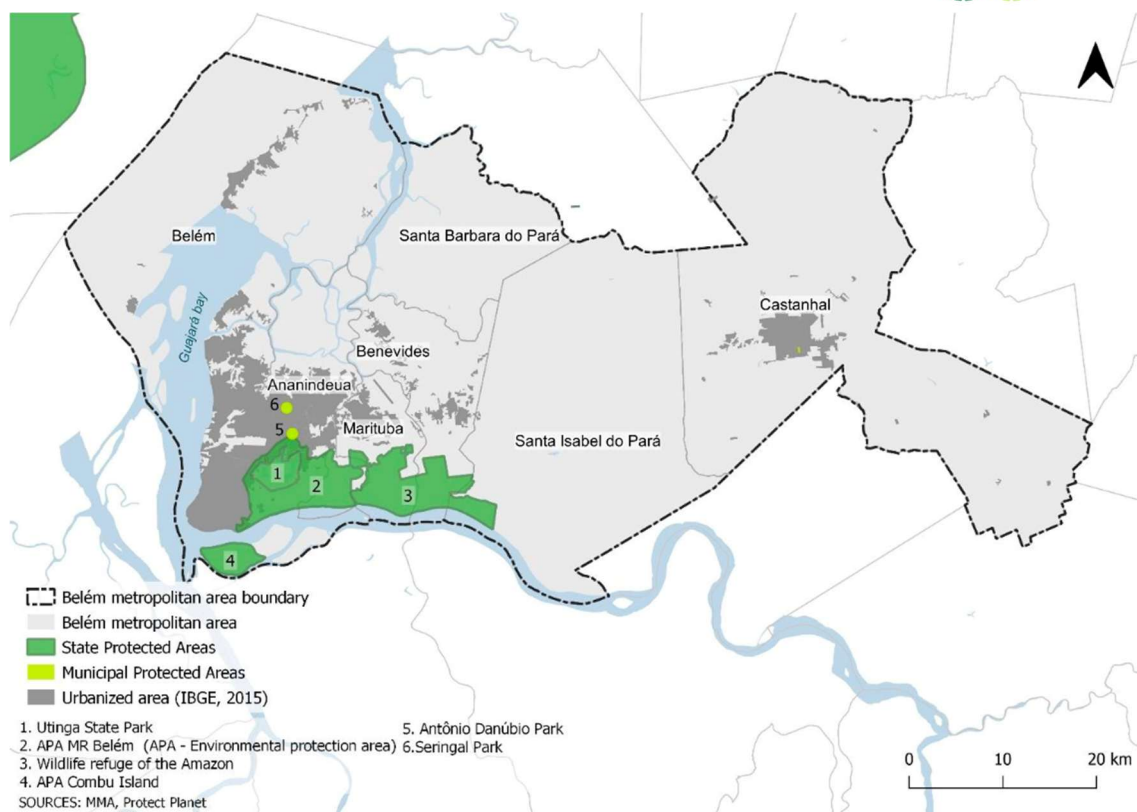 Belém
Santa Barbara do Pará
Guajará bay
Castanhal
Benevides
Ananindeua
6
5
Marituba
Santa Isabel do Pará
1
2
3
4
Belém metropolitan area boundary
Belém metropolitan area
State Protected Areas
Municipal Protected Areas
Urbanized area (IBGE, 2015)
1. Utinga State Park
2. APA MR Belém (APA - Environmental protection area)
3. Wildlife refuge of the Amazon
4. APA Combu Island
5. Antônio Danúbio Park
6.Seringal Park
SOURCES: MMA, Protect Planet
0 10 20 km